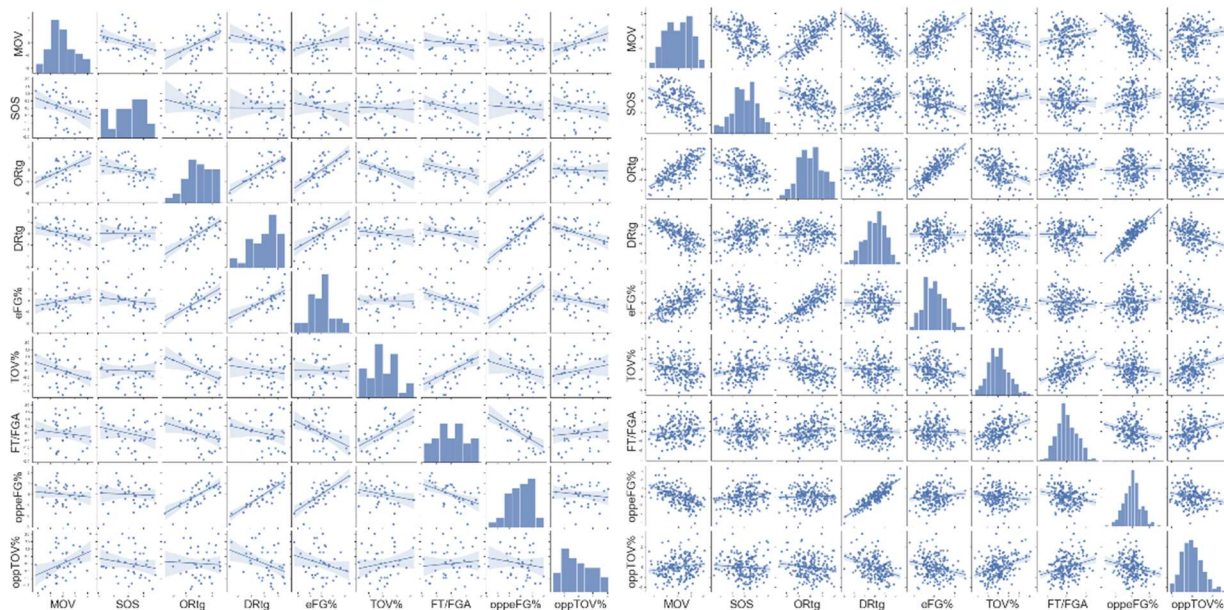 MOV
SOS
ORtg
DRtg
eFG%
TOV%
FT/FGA
oppeFG%
oppTOV%
MOV SOS ORtg DRtg eFG% TOV% FT/FGA oppeFG% oppTOV%
MOV
SOS
ORtg
DRtg
eFG%
TOV%
FT/FGA
oppeFG%
oppTOV%
MOV SOS ORtg DRtg eFG% TOV% FT/FGA oppeFG% oppTOV%